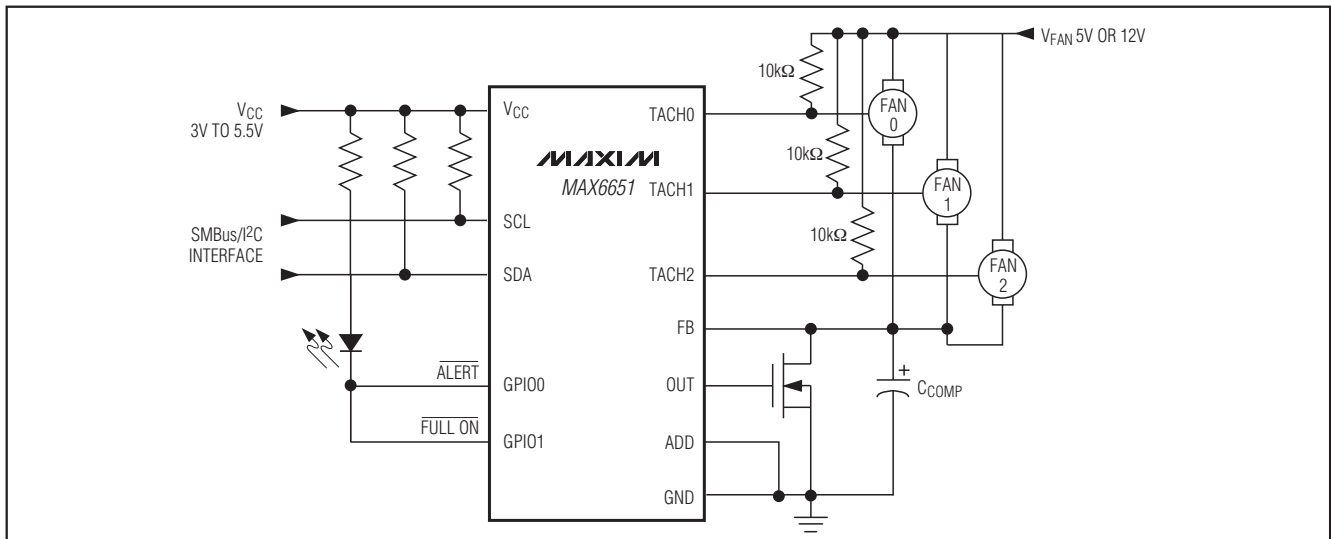 VFAN 5V OR 12V
10kΩ
FAN
0
VCC
3V TO 5.5V
VCC
TACH0
MAXIM
MAX6651
10kΩ
TACH1
FAN
1
SMBus/I2C
INTERFACE
SCL
10kΩ
SDA
TACH2
FAN
2
FB
ALERT
GPIO0
OUT
+
CCOMP
FULL ON
GPIO1
ADD
GND